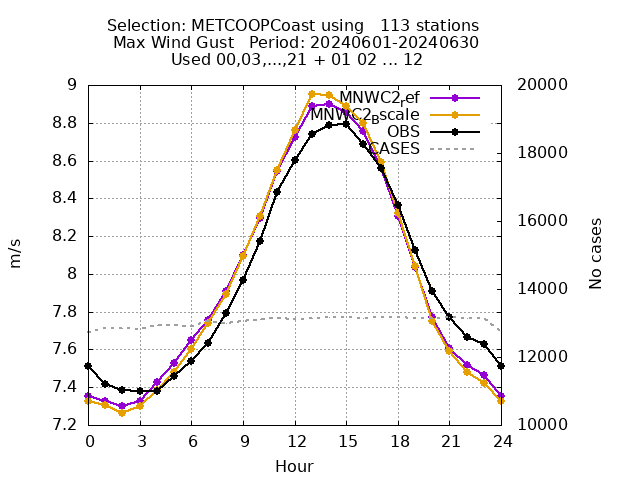 Selection: METCOOPCoast using   113 stations
Max Wind Gust   Period: 20240601-20240630
Used 00,03,...,21 + 01 02 ... 12
9
8.8
8.6
8.4
8.2
8
7.8
7.6
7.4
7.2
m/s
20000
18000
16000
14000
12000
10000
No cases
MNWC2ref
MNWC2Bscale
OBS
CASES
0 3 6 9 12 15 18 21 24
Hour